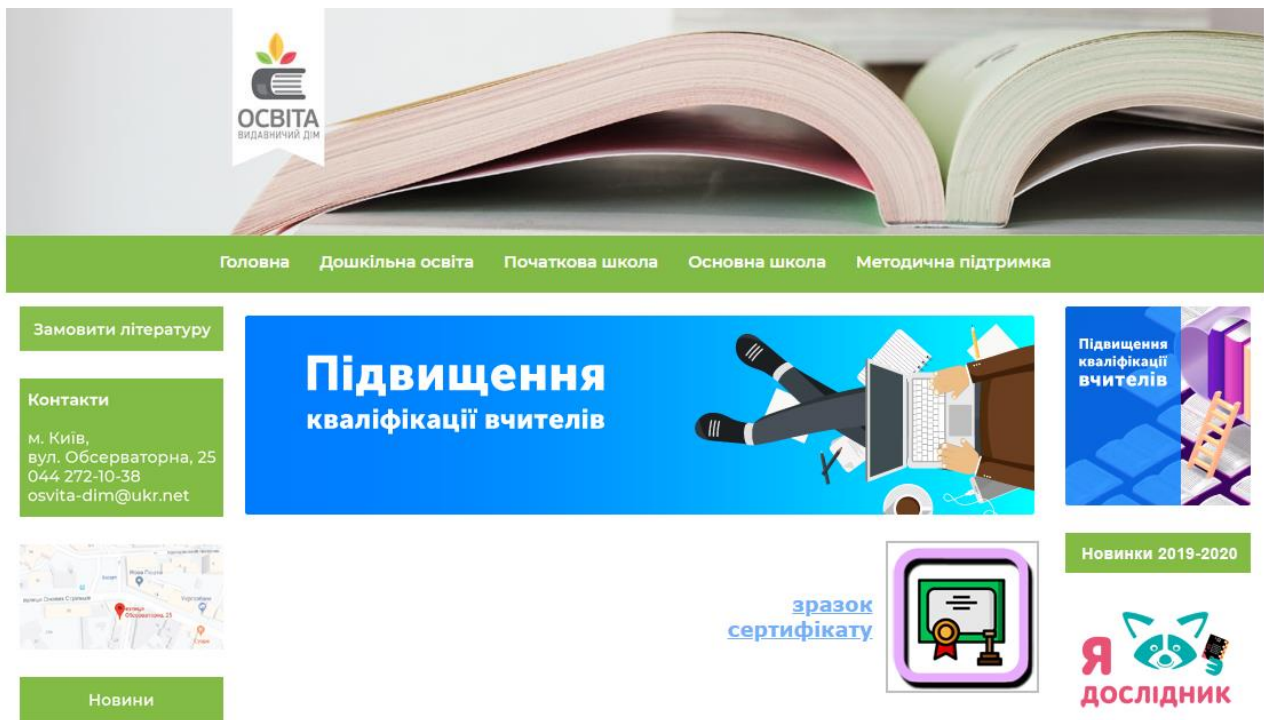 ОСВІТА
ВИДАВНИЧИЙ ДІМ
Головна Дошкільна освіта Початкова школа Основна школа Методична підтримка
Замовити літературу
Контакти
м. Київ,
вул. Обсерваторна, 25
044 272-10-38
osvita-dim@ukr.net
Новини
Підвищення
кваліфікації вчителів
зразок
сертифікату
Підвищення
кваліфікації
вчителів
Новинки 2019-2020
Я
ДОСЛІДНИК